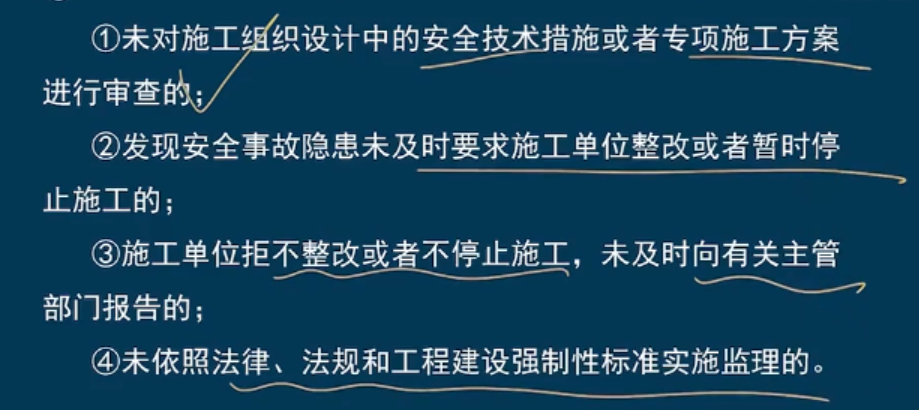 ①未对施工组织设计中的安全技术措施或者专项施工方案
进行审查的；
②发现安全事故隐患未及时要求施工单位整改或者暂时停
止施工的；
③施工单位拒不整改或者不停止施工，未及时向有关主管
部门报告的；
④未依照法律、法规和工程建设强制性标准实施监理的。